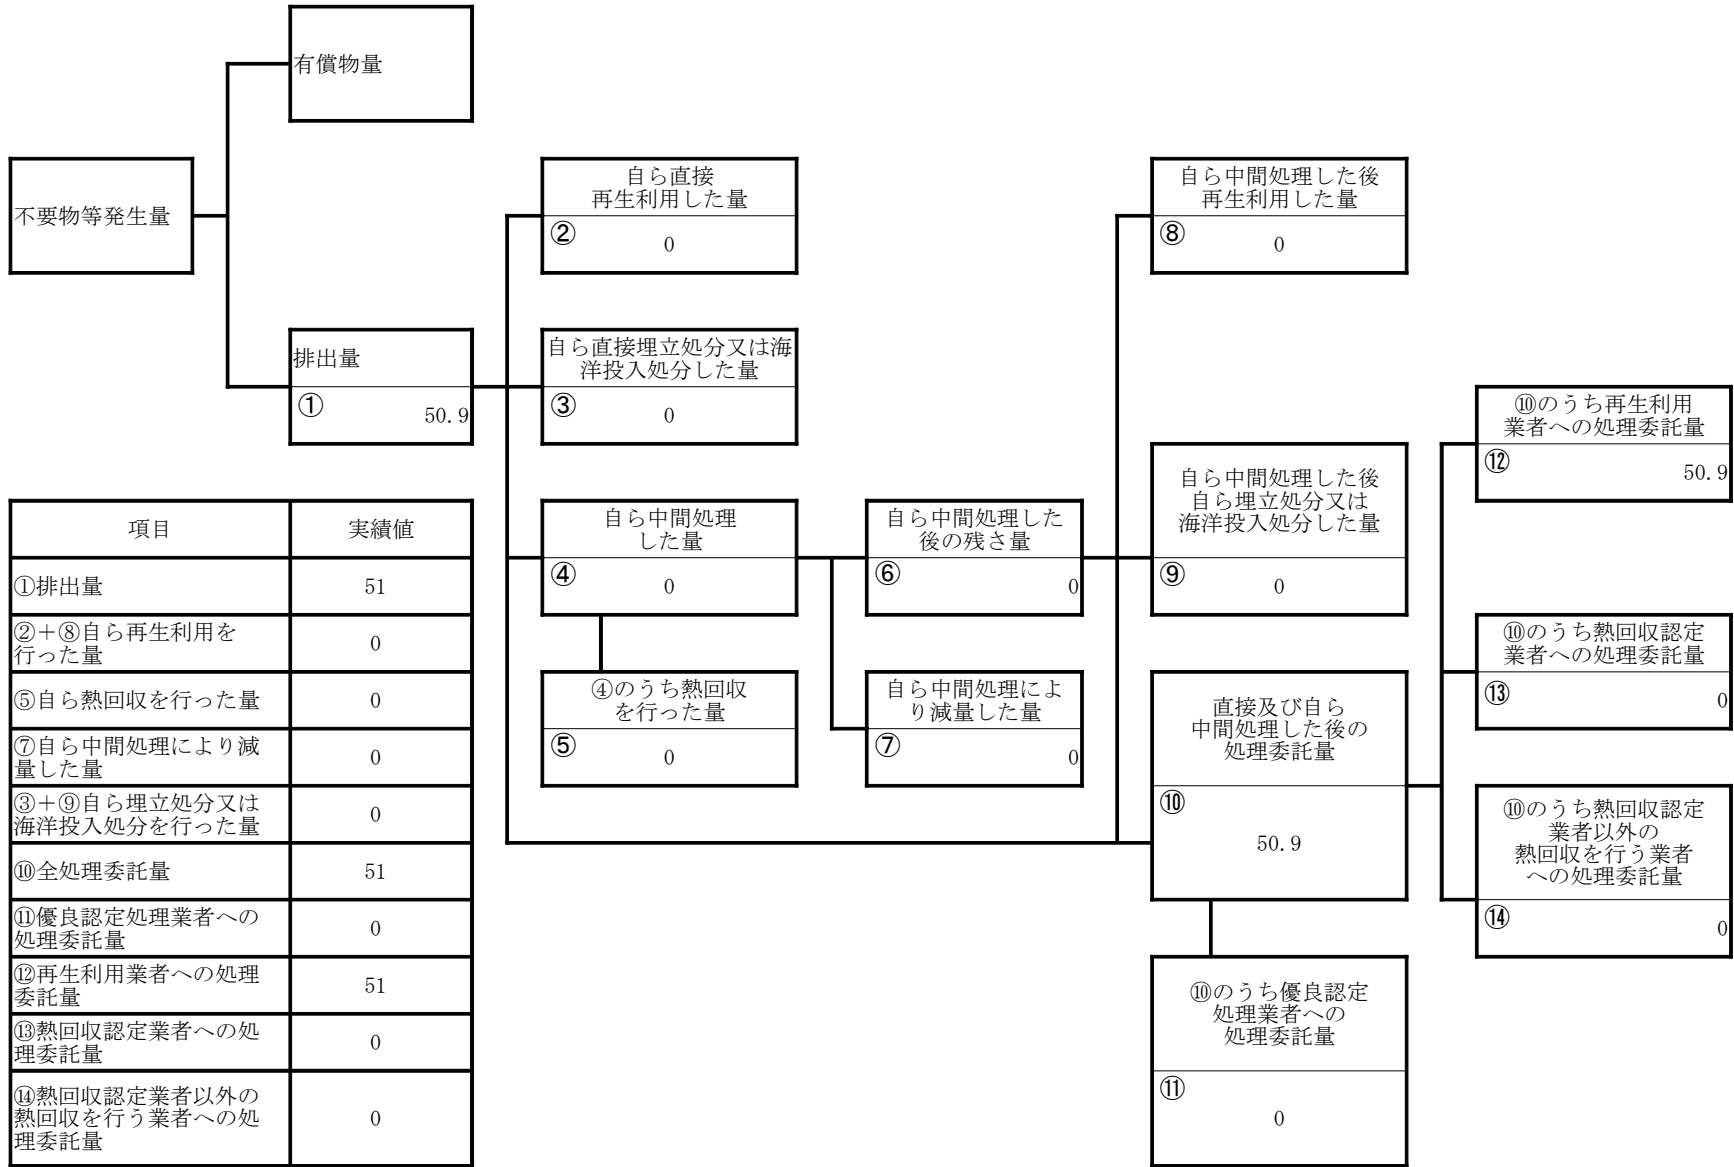 有償物量
不要物等発生量
自ら直接
再生利用した量
②
0
自ら中間処理した後
再生利用した量
⑧
0
排出量
①
50.9
自ら直接埋立処分又は海
洋投入処分した量
③
0
⑩のうち再生利用
業者への処理委託量
⑫
50.9
自ら中間処理した後
自ら埋立処分又は
海洋投入処分した量
⑨
0
自ら中間処理
した量
④
0
自ら中間処理した
後の残さ量
⑥
0
⑩のうち熱回収認定
業者への処理委託量
⑬
0
④のうち熱回収
を行った量
⑤
0
自ら中間処理によ
り減量した量
⑦
0
直接及び自ら
中間処理した後の
処理委託量
⑩
50.9
⑩のうち熱回収認定
業者以外の
熱回収を行う業者
への処理委託量
⑭
0
⑩のうち優良認定
処理業者への
処理委託量
⑪
0
項目 実績値
①排出量 51
②＋⑧自ら再生利用を
行った量 0
⑤自ら熱回収を行った量 0
⑦自ら中間処理により減
量した量 0
③＋⑨自ら埋立処分又は
海洋投入処分を行った量 0
⑩全処理委託量 51
⑪優良認定処理業者への
処理委託量 0
⑫再生利用業者への処理
委託量 51
⑬熱回収認定業者への処
理委託量 0
⑭熱回収認定業者以外の
熱回収を行う業者への処
理委託量 0